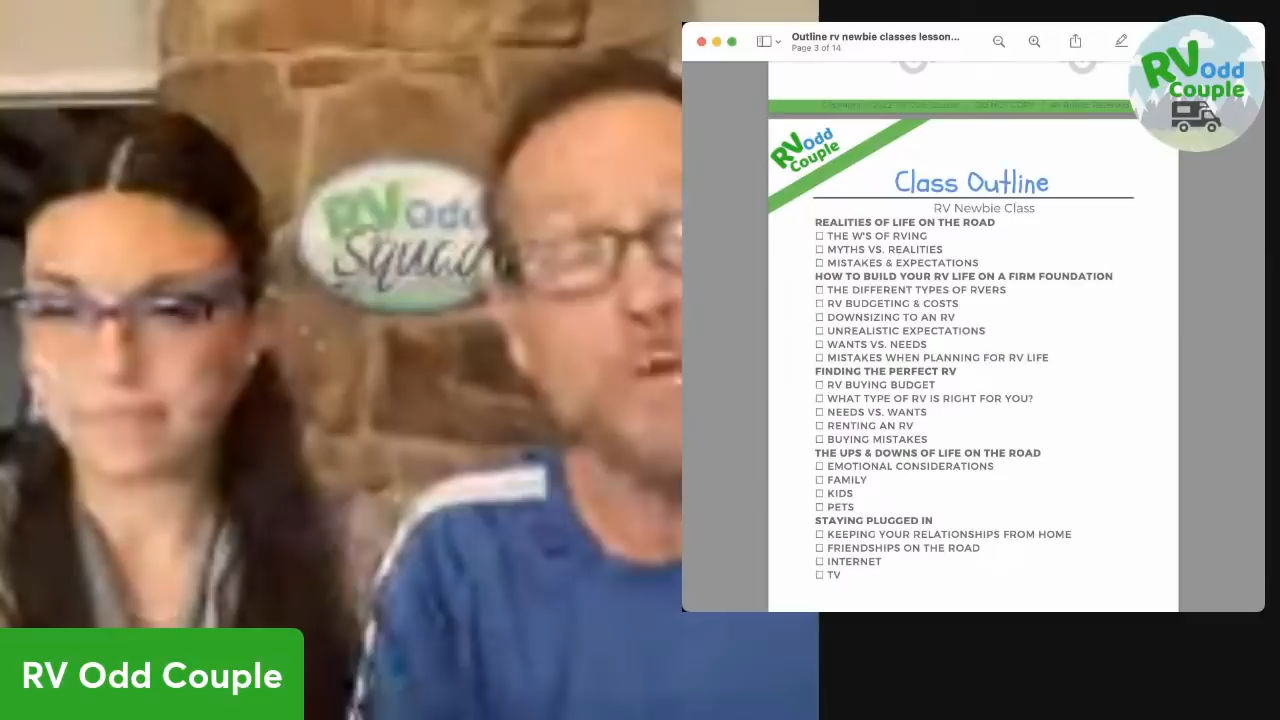 RV Odd
Squad
RV Odd Couple
Outline rv newbie classes lesson...
Page 3 of 14
RV Odd
Couple
RV Odd
Couple
Class Outline
RV Newbie Class
REALITIES OF LIFE ON THE ROAD
THE W'S OF RVING
MYTHS VS. REALITIES
MISTAKES & EXPECTATIONS
HOW TO BUILD YOUR RV LIFE ON A FIRM FOUNDATION
THE DIFFERENT TYPES OF RVERS
RV BUDGETING & COSTS
DOWNSIZING TO AN RV
UNREALISTIC EXPECTATIONS
WANTS VS. NEEDS
MISTAKES WHEN PLANNING FOR RV LIFE
FINDING THE PERFECT RV
RV BUYING BUDGET
WHAT TYPE OF RV IS RIGHT FOR YOU?
NEEDS VS. WANTS
RENTING AN RV
BUYING MISTAKES
THE UPS & DOWNS OF LIFE ON THE ROAD
EMOTIONAL CONSIDERATIONS
FAMILY
KIDS
PETS
STAYING PLUGGED IN
KEEPING YOUR RELATIONSHIPS FROM HOME
FRIENDSHIPS ON THE ROAD
INTERNET
TV